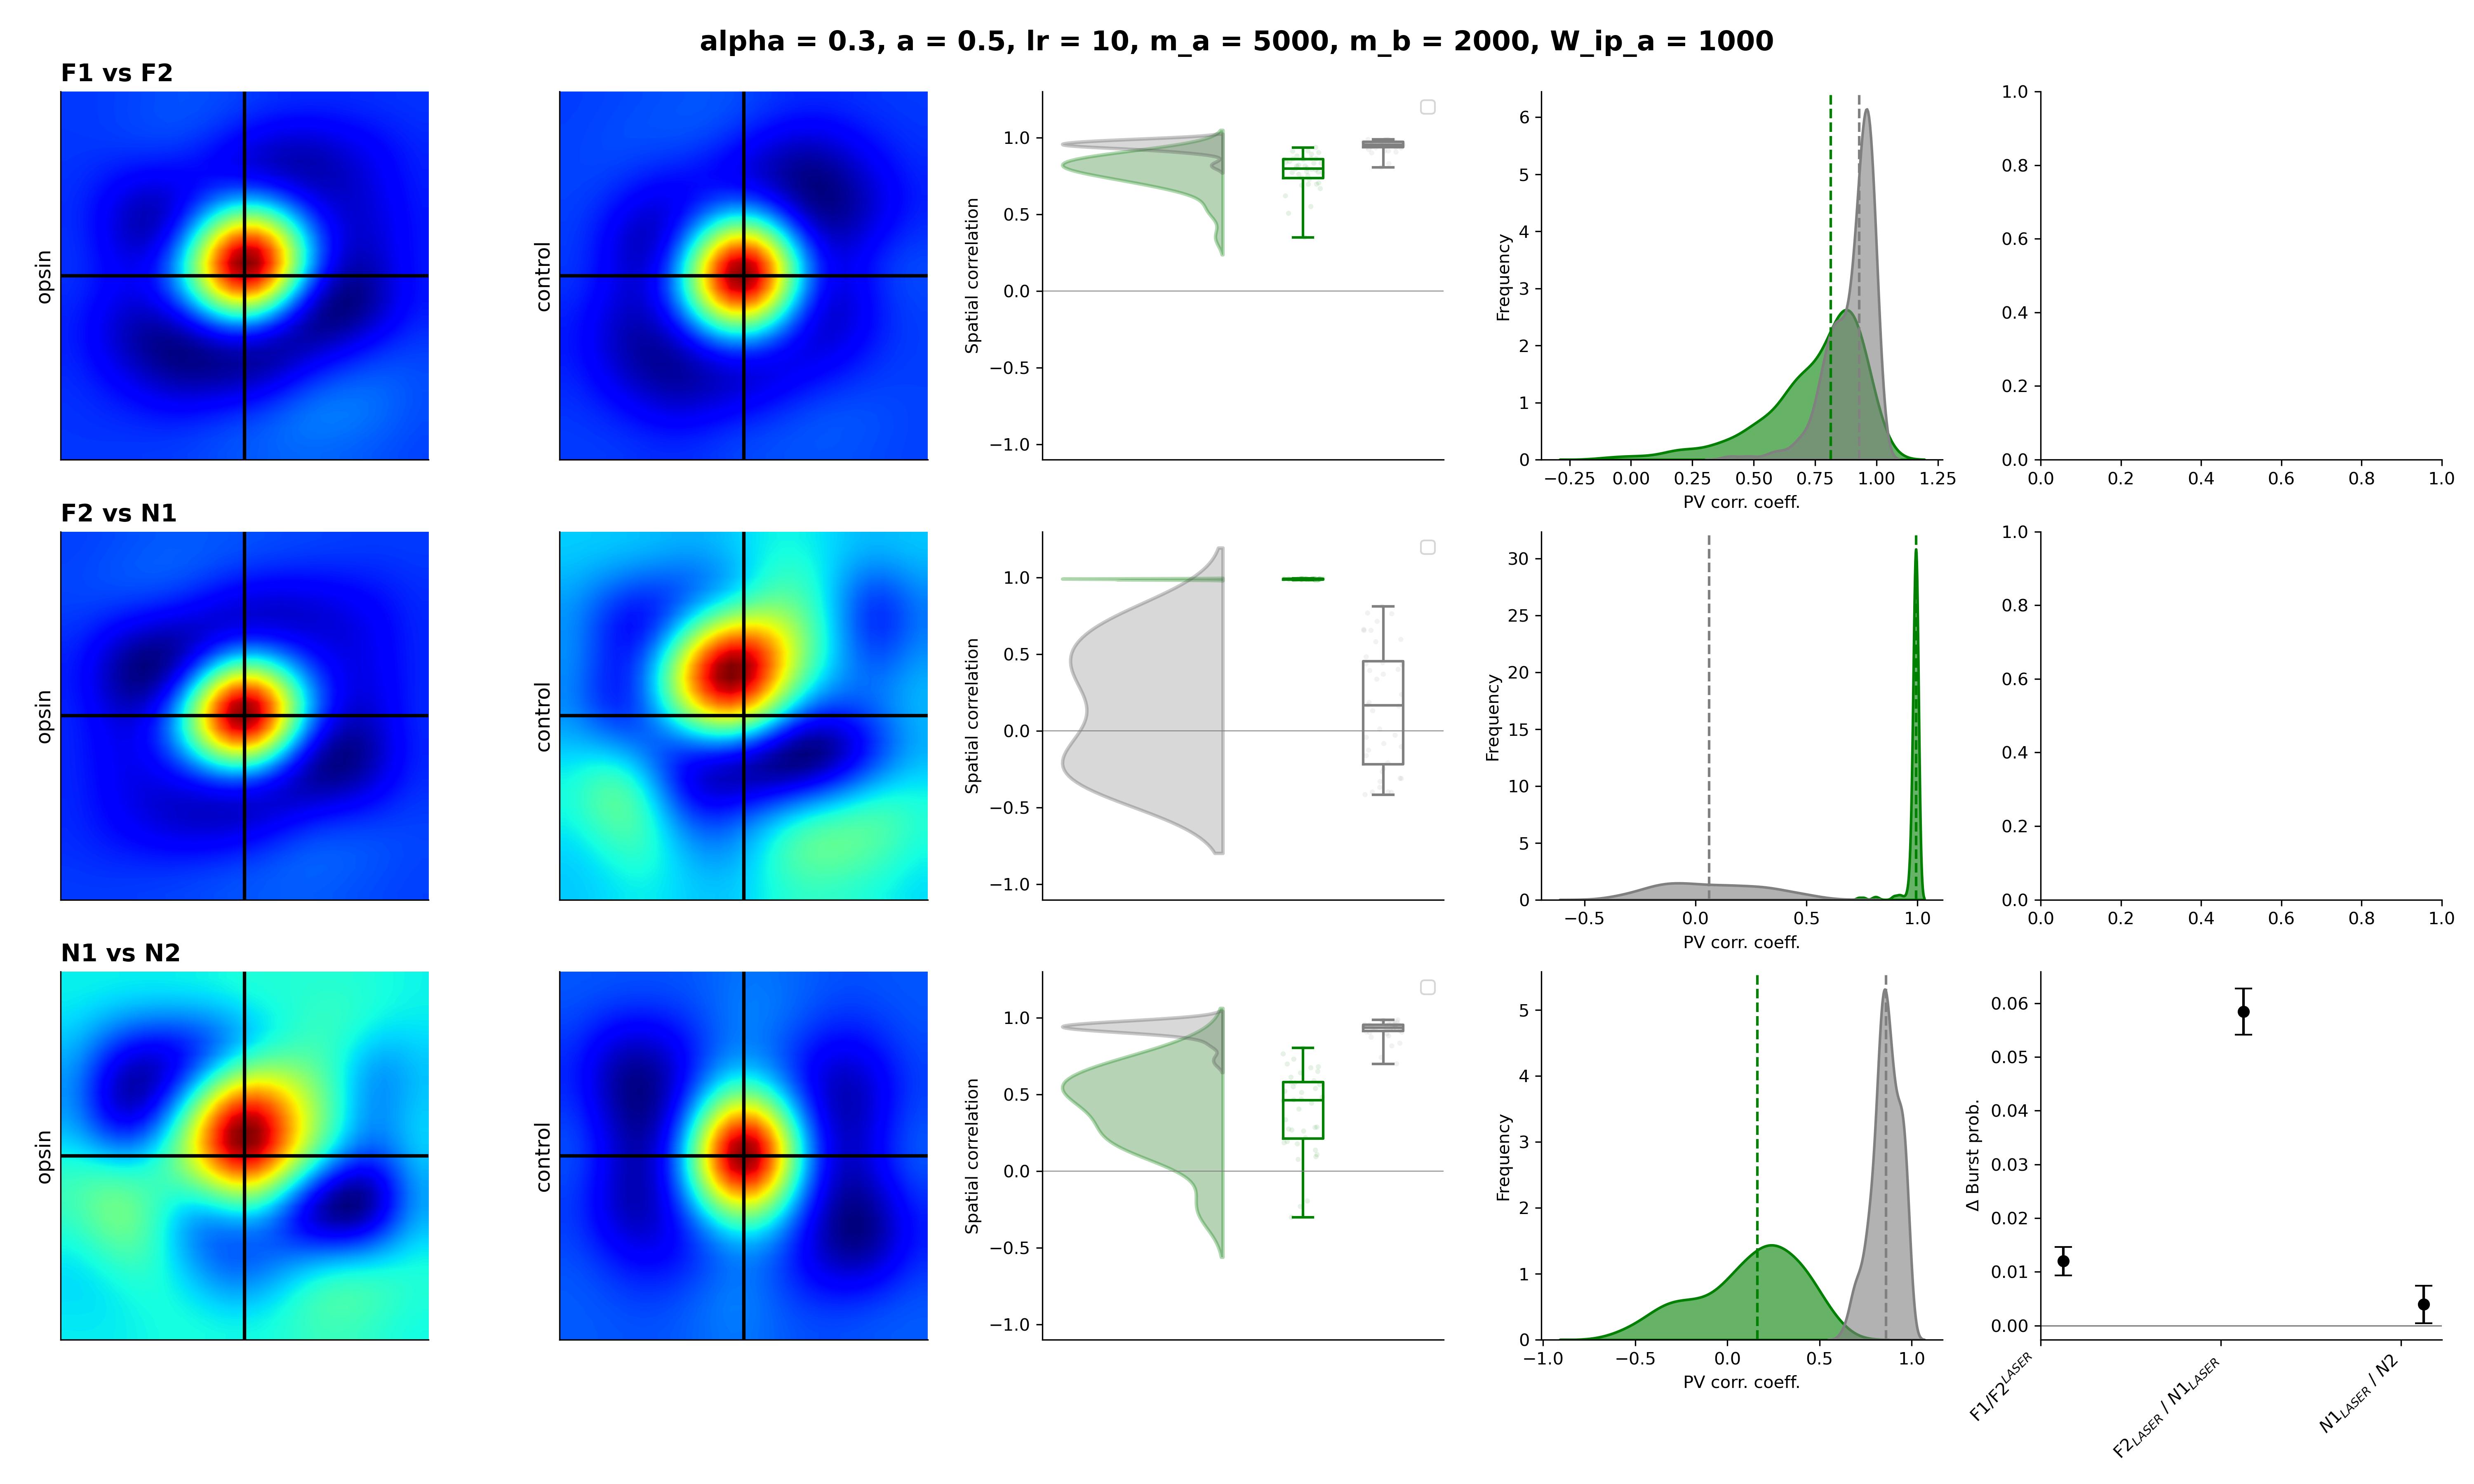 alpha = 0.3, a = 0.5, lr = 10, m_a = 5000, m_b = 2000, W_ip_a = 1000
F1 vs F2
opsin
control
Spatial correlation
1.0
0.5
0.0
−0.5
−1.0
Frequency
6
5
4
3
2
1
0
−0.25 0.00 0.25 0.50 0.75 1.00 1.25
PV corr. coeff.
1.0
0.8
0.6
0.4
0.2
0.0
0.0 0.2 0.4 0.6 0.8 1.0
F2 vs N1
opsin
control
Spatial correlation
1.0
0.5
0.0
−0.5
−1.0
Frequency
30
25
20
15
10
5
0
−0.5 0.0 0.5 1.0
PV corr. coeff.
1.0
0.8
0.6
0.4
0.2
0.0
0.0 0.2 0.4 0.6 0.8 1.0
N1 vs N2
opsin
control
Spatial correlation
1.0
0.5
0.0
−0.5
−1.0
Frequency
5
4
3
2
1
0
−1.0 −0.5 0.0 0.5 1.0
PV corr. coeff.
Δ Burst prob.
0.06
0.05
0.04
0.03
0.02
0.01
0.00
F1/F2^LASER
F2_LASER / N1_LASER
N1_LASER / N2